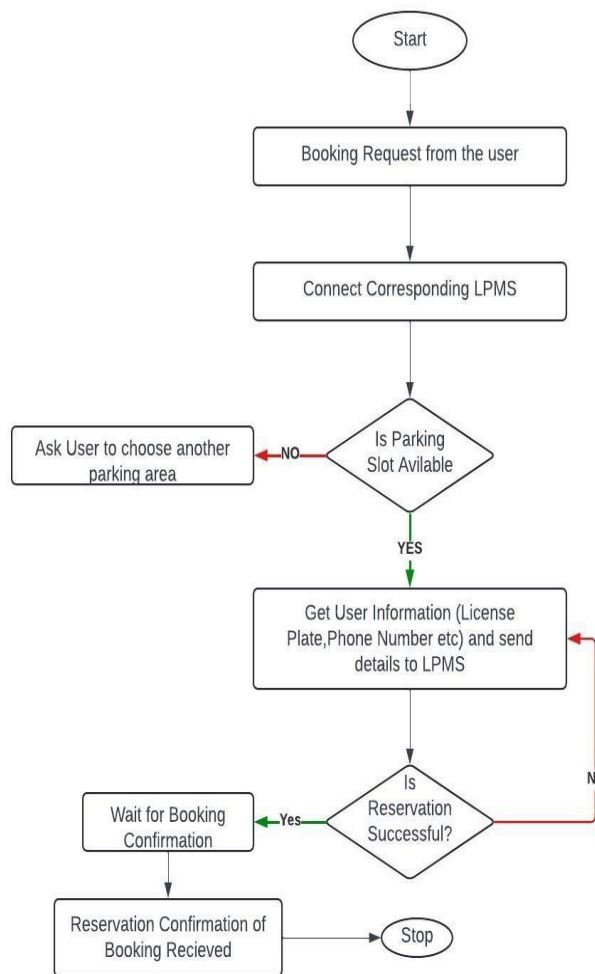 Start
Booking Request from the user
Connect Corresponding LPMS
Is Parking
Slot Avilable
NO
Ask User to choose another
parking area
YES
Get User Information (License
Plate,Phone Number etc) and send
details to LPMS
Is
Reservation
Successful?
N
Yes
Wait for Booking
Confirmation
Reservation Confirmation of
Booking Recieved
Stop